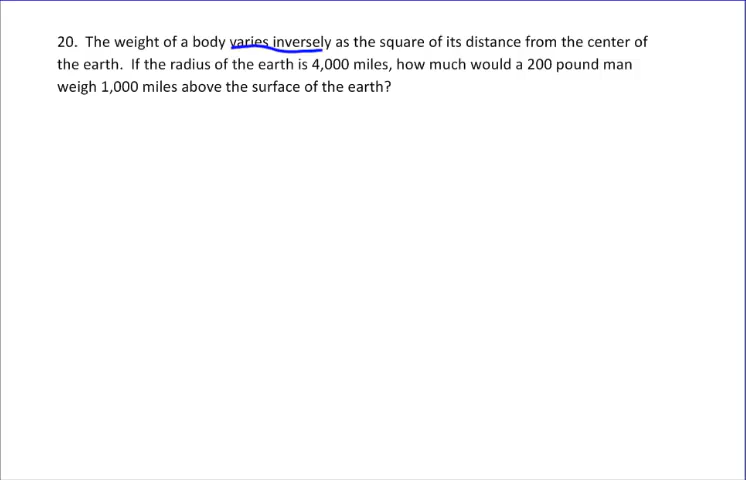 20. The weight of a body varies inversely as the square of its distance from the center of
the earth. If the radius of the earth is 4,000 miles, how much would a 200 pound man
weigh 1,000 miles above the surface of the earth?